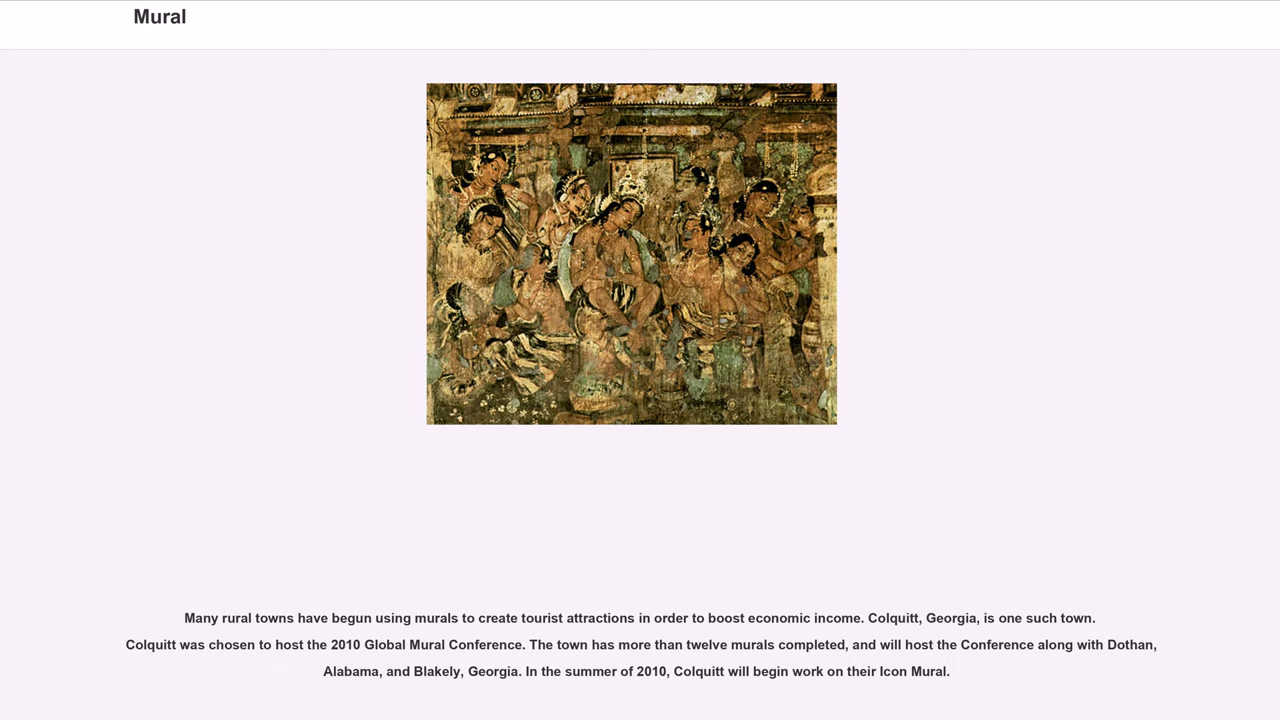 Mural
Many rural towns have begun using murals to create tourist attractions in order to boost economic income. Colquitt, Georgia, is one such town.
Colquitt was chosen to host the 2010 Global Mural Conference. The town has more than twelve murals completed, and will host the Conference along with Dothan,
Alabama, and Blakely, Georgia. In the summer of 2010, Colquitt will begin work on their Icon Mural.